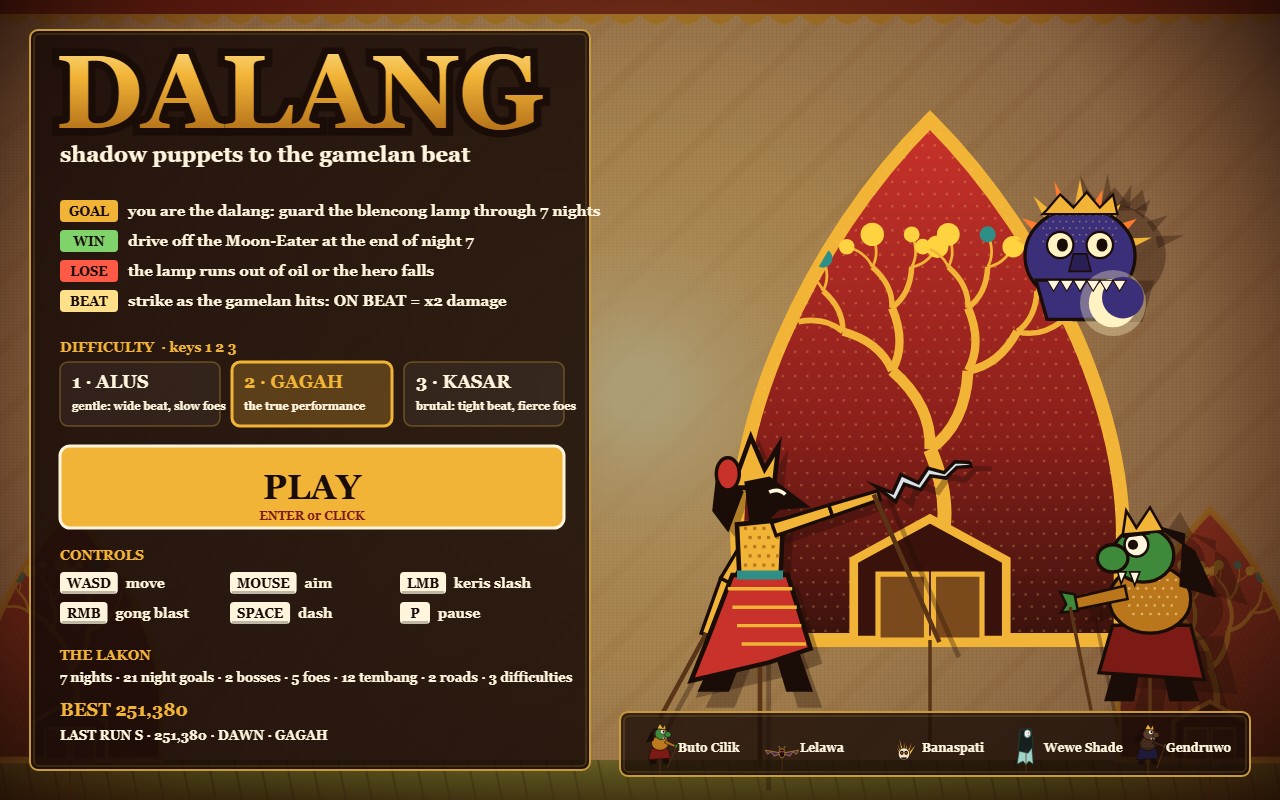 DALANG
shadow puppets to the gamelan beat
GOAL you are the dalang: guard the blencong lamp through 7 nights
WIN drive off the Moon-Eater at the end of night 7
LOSE the lamp runs out of oil or the hero falls
BEAT strike as the gamelan hits: ON BEAT = x2 damage
DIFFICULTY · keys 1 2 3
1 · ALUS
gentle: wide beat, slow foes
2 · GAGAH
the true performance
3 · KASAR
brutal: tight beat, fierce foes
PLAY
ENTER or CLICK
CONTROLS
WASD move MOUSE aim LMB keris slash
RMB gong blast SPACE dash P pause
THE LAKON
7 nights · 21 night goals · 2 bosses · 5 foes · 12 tembang · 2 roads · 3 difficulties
BEST 251,380
LAST RUN S · 251,380 · DAWN · GAGAH
Buto Cilik Lelawa Banaspati Wewe Shade Gendruwo